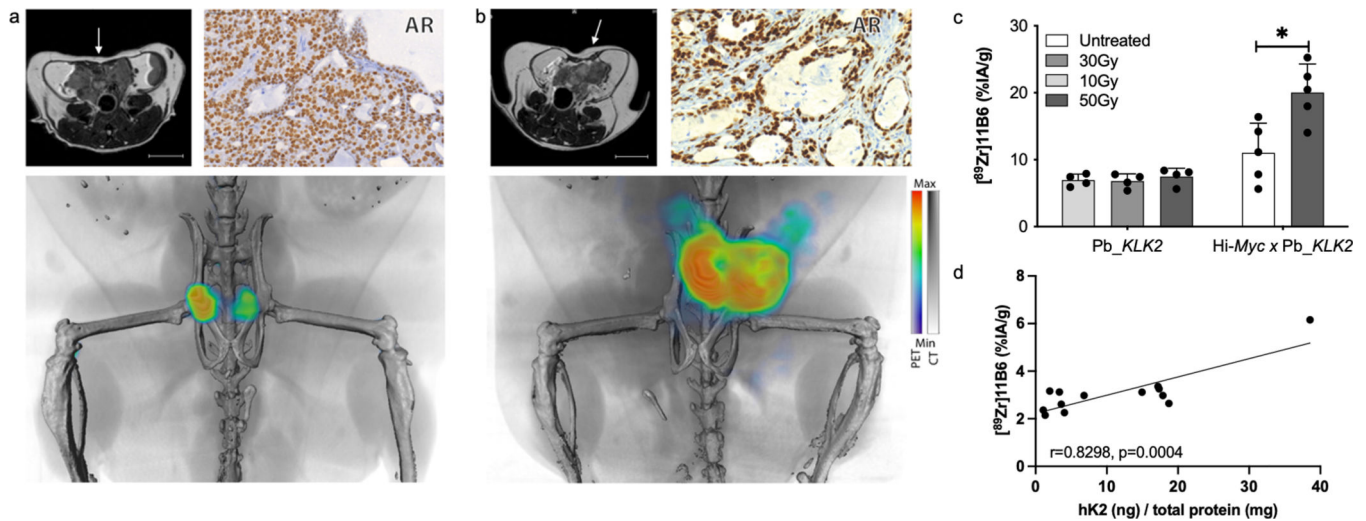 a
AR
b
AR
Max
Min
PET
CT
c
[⁸⁹Zr]11B6 (%IA/g)
30
20
10
0
Untreated
30Gy
10Gy
50Gy
*
Pb_KLK2
Hi-Myc x Pb_KLK2
d
[⁸⁹Zr]11B6 (%IA/g)
8
6
4
2
0
r=0.8298, p=0.0004
0
10
20
30
40
hK2 (ng) / total protein (mg)